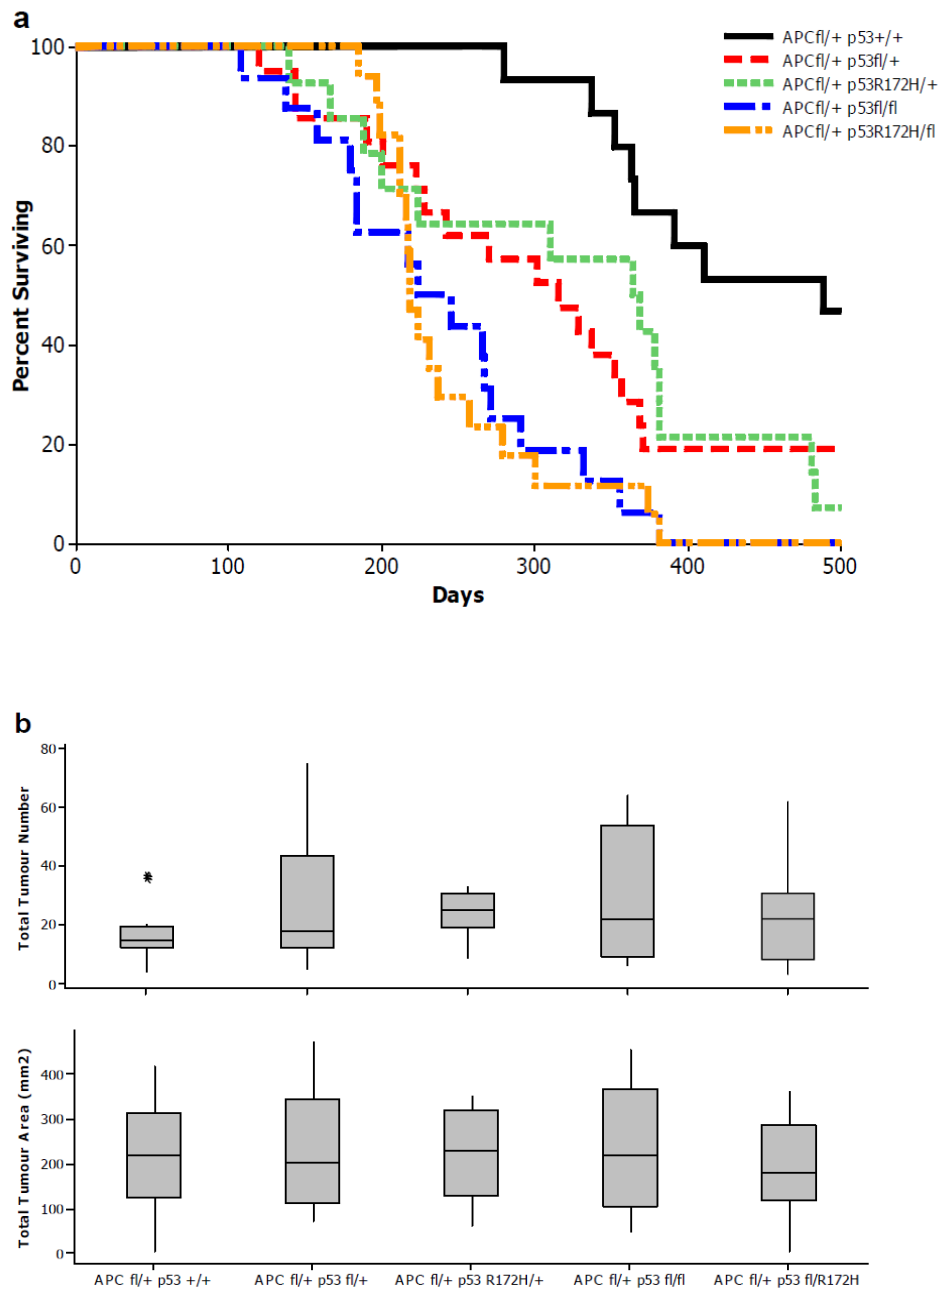 a
APCfl/+ p53+/+
APCfl/+ p53fl/+
APCfl/+ p53R172H/+
APCfl/+ p53fl/fl
APCfl/+ p53R172H/fl
100
80
60
40
20
0
Percent Surviving
0 100 200 300 400 500
Days
b
80
60
40
20
0
Total Tumour Number
400
300
200
100
0
Total Tumour Area (mm2)
APC fl/+ p53 +/+ APC fl/+ p53 fl/+ APC fl/+ p53 R172H/+ APC fl/+ p53 fl/fl APC fl/+ p53 fl/R172H